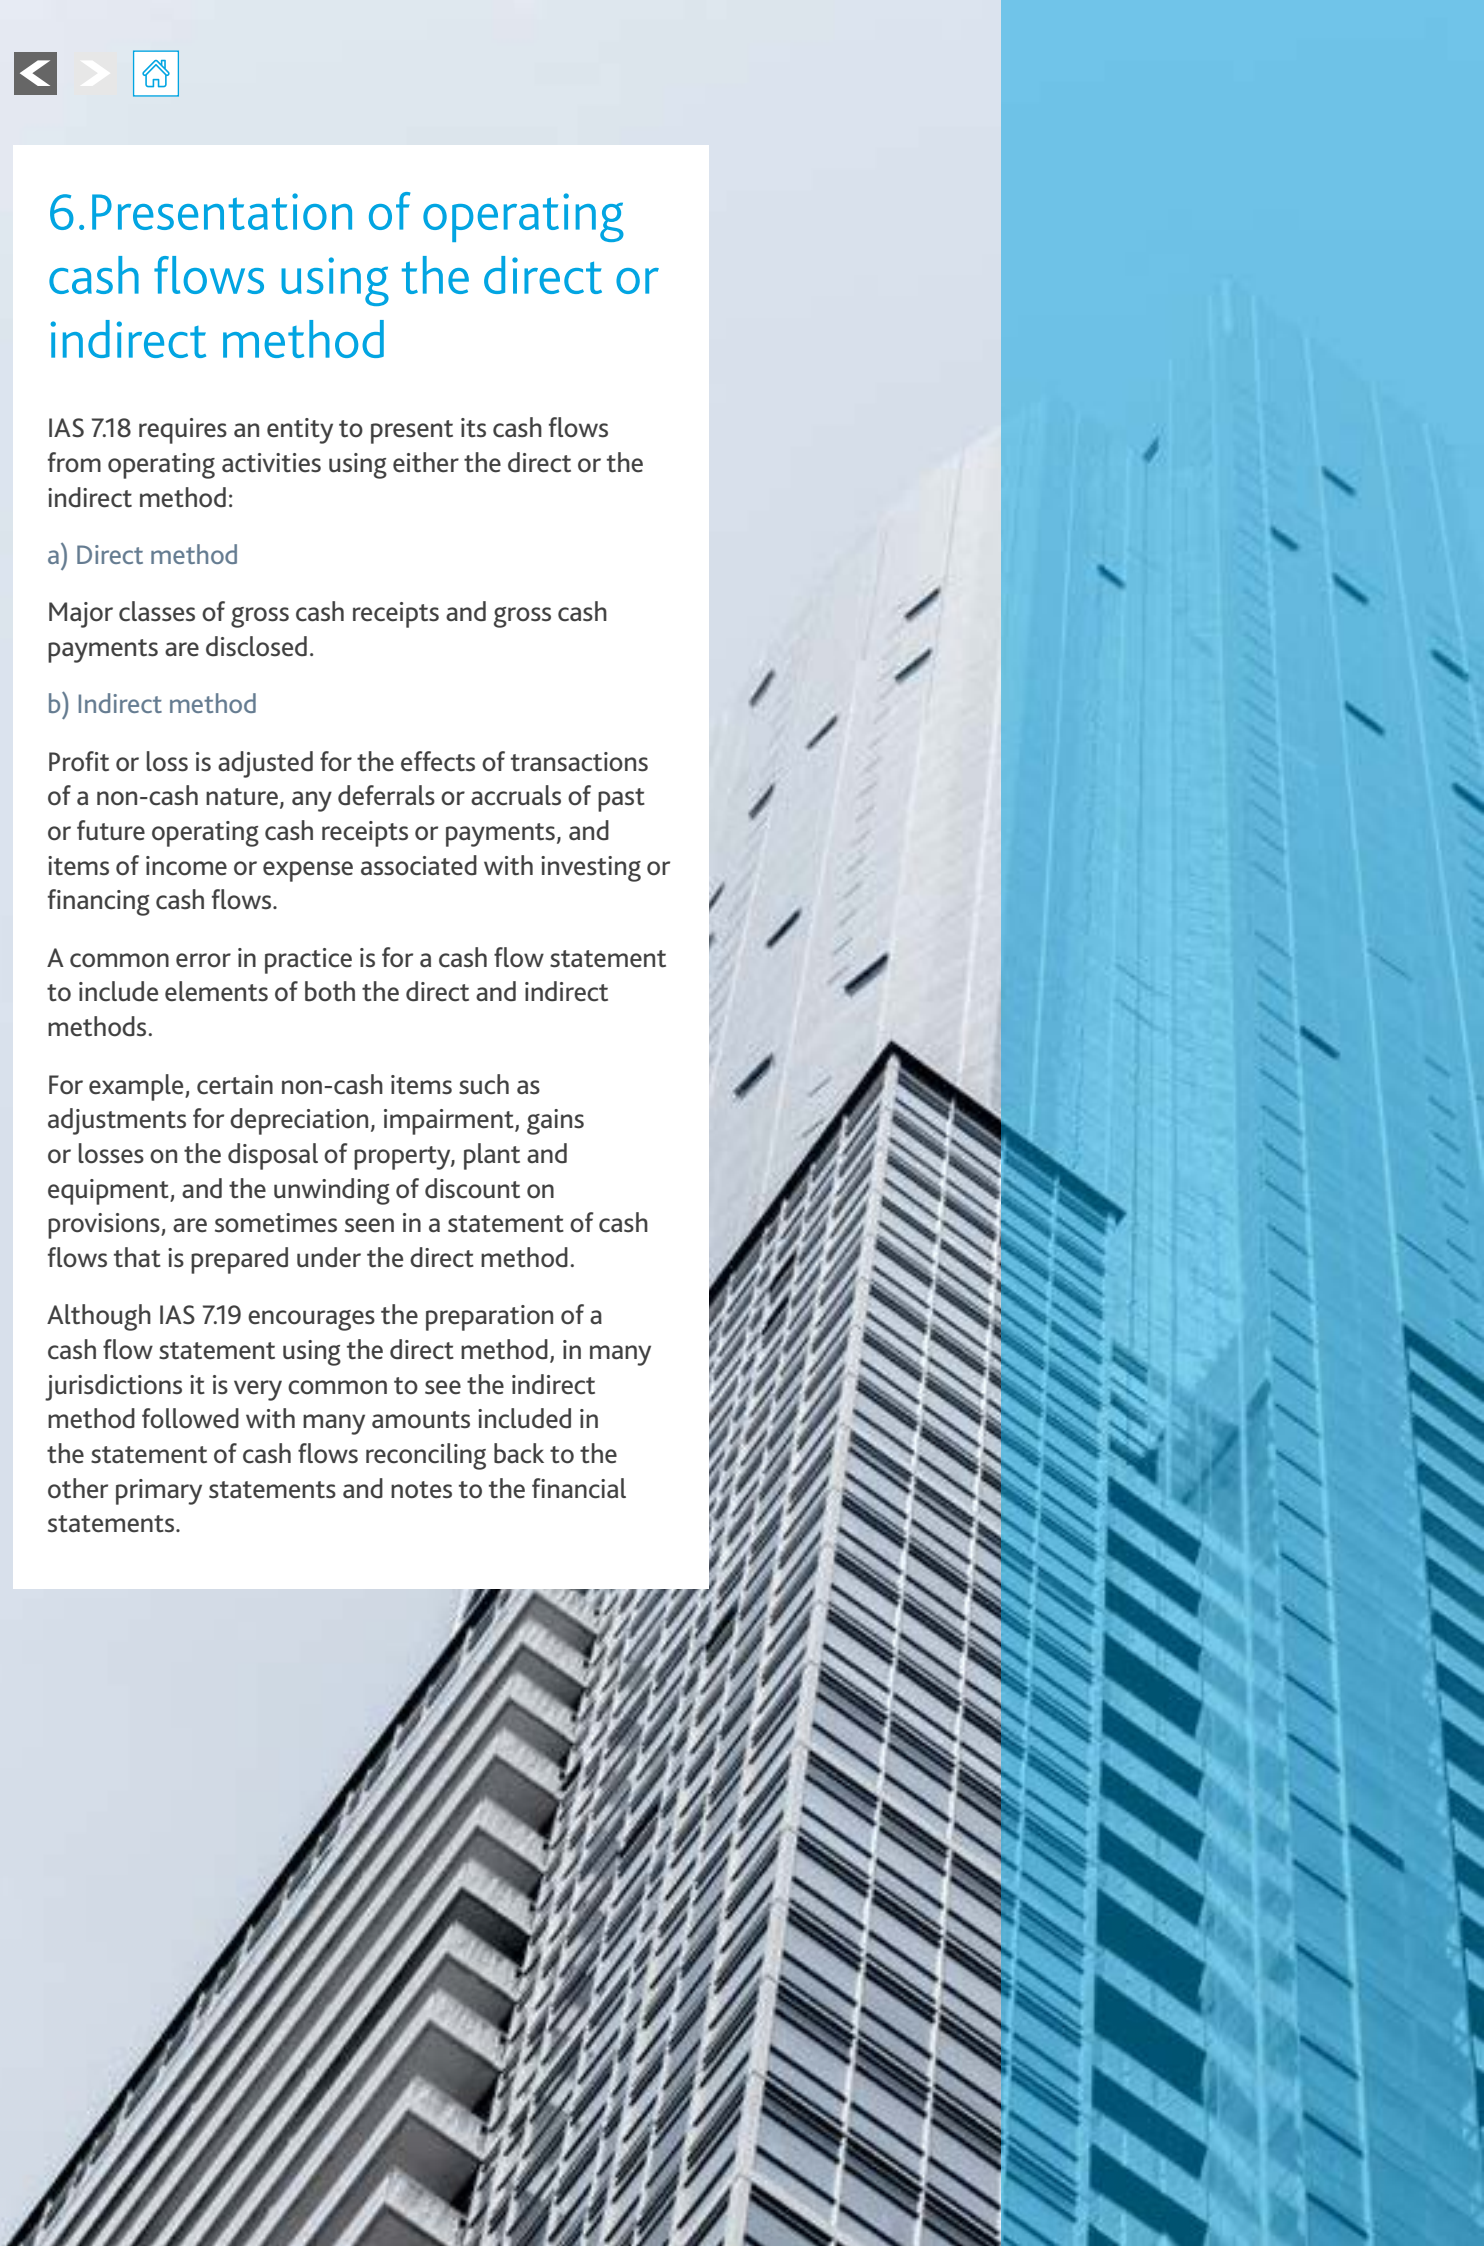 6.Presentation of operating
cash flows using the direct or
indirect method
IAS 7.18 requires an entity to present its cash flows
from operating activities using either the direct or the
indirect method:
a) Direct method
Major classes of gross cash receipts and gross cash
payments are disclosed.
b) Indirect method
Profit or loss is adjusted for the effects of transactions
of a non-cash nature, any deferrals or accruals of past
or future operating cash receipts or payments, and
items of income or expense associated with investing or
financing cash flows.
A common error in practice is for a cash flow statement
to include elements of both the direct and indirect
methods.
For example, certain non-cash items such as
adjustments for depreciation, impairment, gains
or losses on the disposal of property, plant and
equipment, and the unwinding of discount on
provisions, are sometimes seen in a statement of cash
flows that is prepared under the direct method.
Although IAS 7.19 encourages the preparation of a
cash flow statement using the direct method, in many
jurisdictions it is very common to see the indirect
method followed with many amounts included in
the statement of cash flows reconciling back to the
other primary statements and notes to the financial
statements.